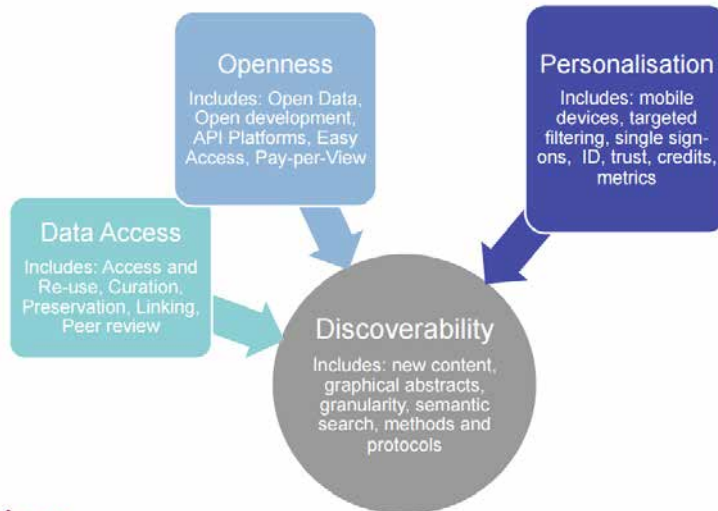 Openness
Includes: Open Data,
Open development,
API Platforms, Easy
Access, Pay-per-View
Personalisation
Includes: mobile
devices, targeted
filtering, single sign-
ons, ID, trust, credits,
metrics
Data Access
Includes: Access and
Re-use, Curation,
Preservation, Linking,
Peer review
Discoverability
Includes: new content,
graphical abstracts,
granularity, semantic
search, methods and
protocols